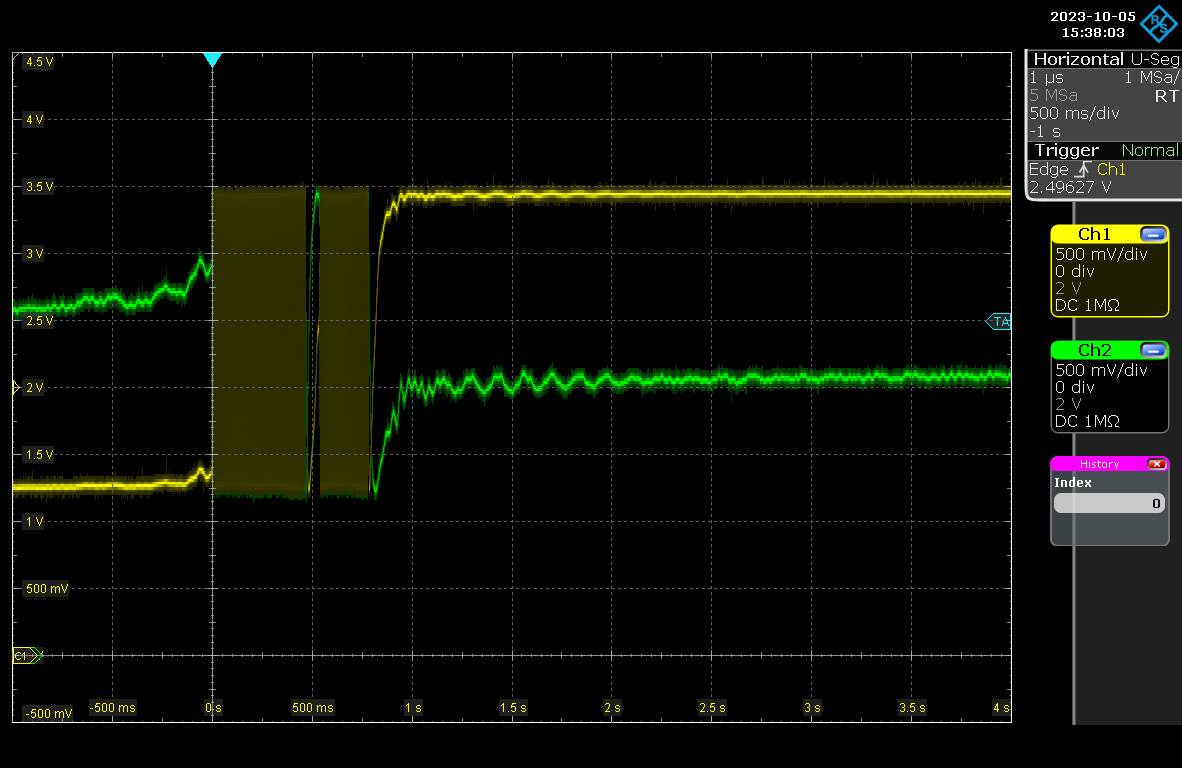 2023-10-05
15:38:03
R S
Horizontal U-Seg
1 µs 1 MSa/
5 MSa RT
500 ms/div
-1 s
Trigger Normal
Edge Ch1
2.49627 V
Ch1
500 mV/div
0 div
2 V
DC 1MΩ
Ch2
500 mV/div
0 div
2 V
DC 1MΩ
History
Index
0
4.5 V
4 V
3.5 V
3 V
2.5 V
TA
2 V
1.5 V
1 V
500 mV
C1
-500 mV
-500 ms 0 s 500 ms 1 s 1.5 s 2 s 2.5 s 3 s 3.5 s 4 s